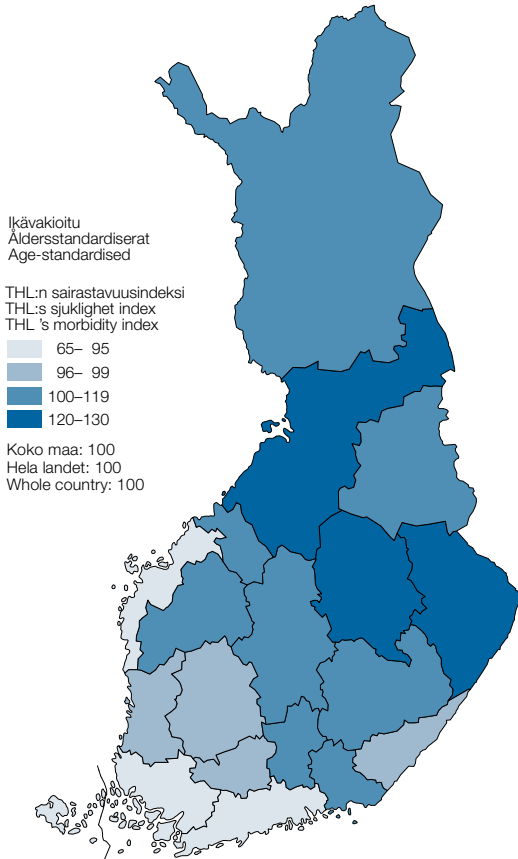 Ikävakioitu
Åldersstandardiserat
Age-standardised
THL:n sairastavuusindeksi
THL:s sjuklighet index
THL 's morbidity index
65– 95
96– 99
100–119
120–130
Koko maa: 100
Hela landet: 100
Whole country: 100